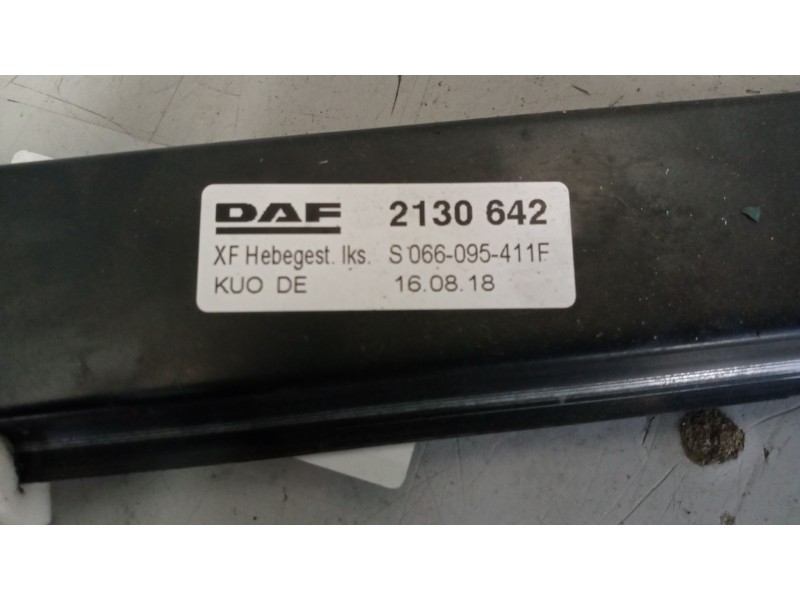 DAF 2130 642
XF Hebegest. lks. S 066-095-411F
KUO DE 16.08.18